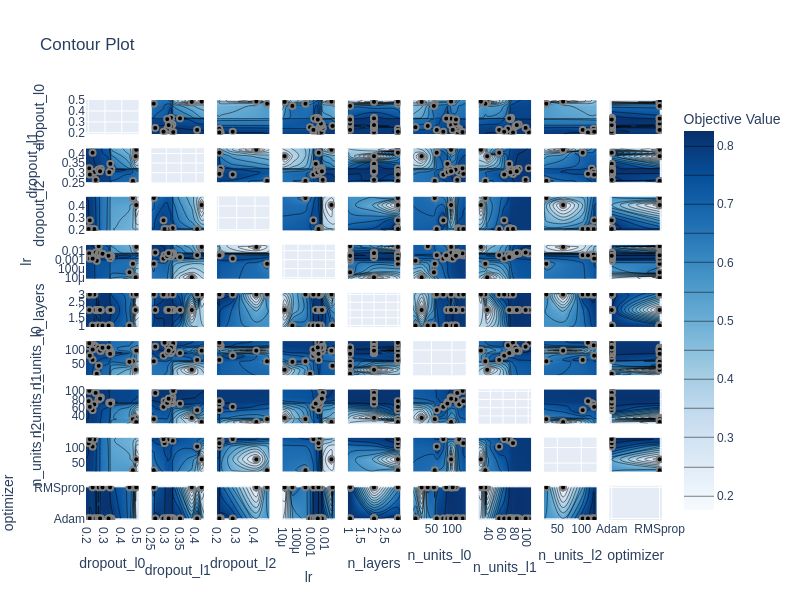 Contour Plot
Objective Value
0.8
0.7
0.6
0.5
0.4
0.3
0.2
dropout_l0
0.5
0.4
0.3
0.2
dropout_l1
0.4
0.35
0.3
0.25
dropout_l2
0.4
0.3
0.2
lr
0.01
0.001
100μ
10μ
n_layers
3
2.5
2
1.5
1
n_units_l0
100
50
n_units_l1
100
80
60
40
n_units_l2
100
50
optimizer
RMSprop
Adam
0.2 0.3 0.4 0.5
0.25 0.3 0.35 0.4
0.2 0.3 0.4
10μ 100μ 0.001 0.01
1 1.5 2 2.5 3
50 100
40 60 80 100
50 100
Adam RMSprop
dropout_l0 dropout_l1 dropout_l2 lr n_layers n_units_l0 n_units_l1 n_units_l2 optimizer